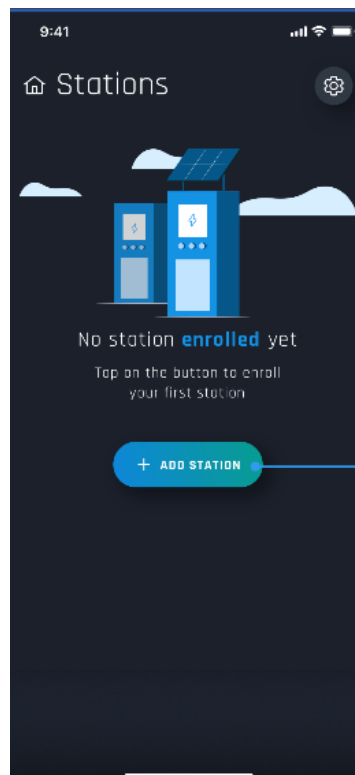 9:41
Stations
No station enrolled yet
Tap on the button to enroll
your first station
+ ADD STATION